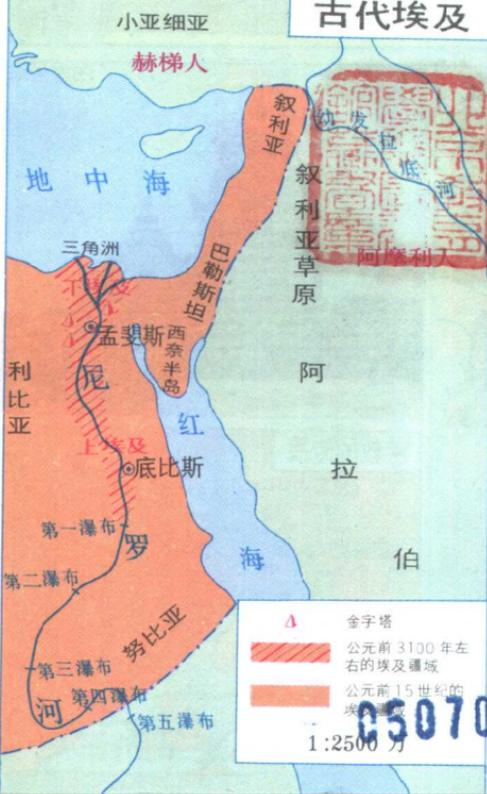 古代埃及
小亚细亚
赫梯人
叙利亚
幼发拉底河
地中海
叙利亚草原
阿摩利人
三角洲
下埃及
巴勒斯坦
孟斐斯
西奈半岛
利比亚
尼罗河
红海
阿拉伯
上埃及
底比斯
第一瀑布
第二瀑布
努比亚
第三瀑布
第四瀑布
第五瀑布
金字塔
公元前3100年左
右的埃及疆域
公元前15世纪的
埃及疆域
C5070
1:2500万